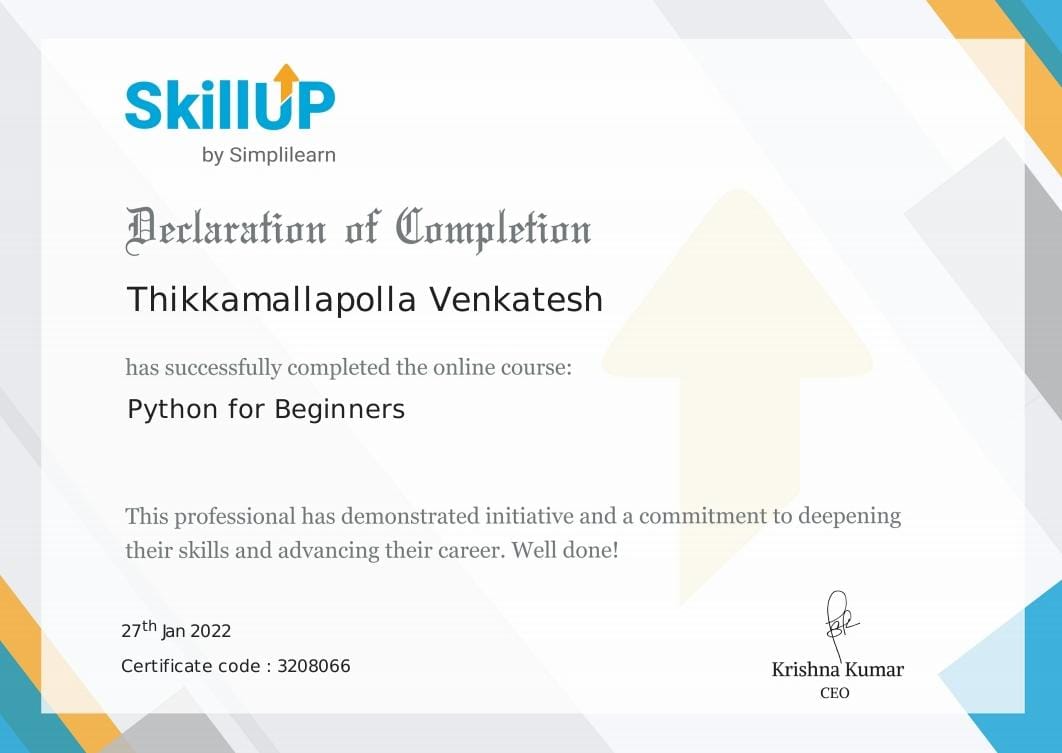 SkillUP
by Simplilearn
Declaration of Completion
Thikkamallapolla Venkatesh
has successfully completed the online course:
Python for Beginners
This professional has demonstrated initiative and a commitment to deepening
their skills and advancing their career. Well done!
27th Jan 2022
Certificate code : 3208066
Krishna Kumar
CEO